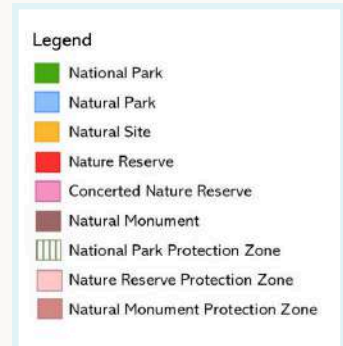 Legend
National Park
Natural Park
Natural Site
Nature Reserve
Concerted Nature Reserve
Natural Monument
National Park Protection Zone
Nature Reserve Protection Zone
Natural Monument Protection Zone